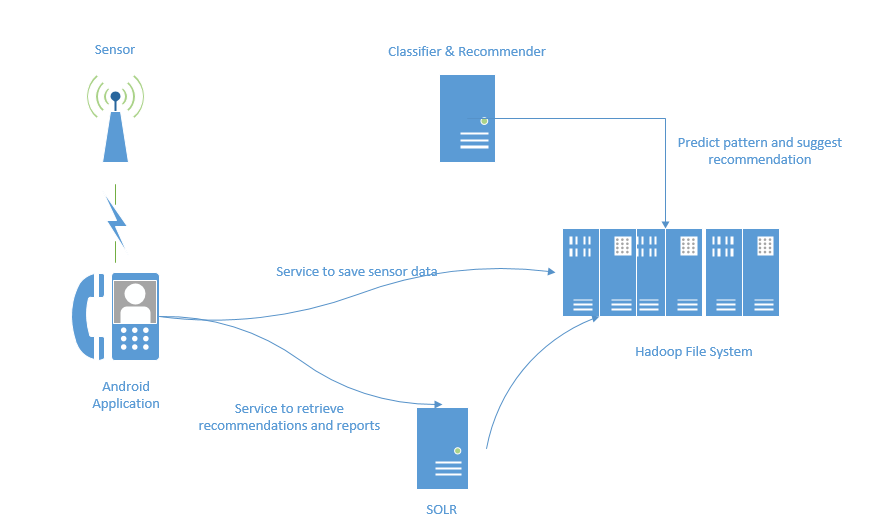 Sensor
Classifier & Recommender
Predict pattern and suggest
recommendation
Service to save sensor data
Hadoop File System
Android
Application
Service to retrieve
recommendations and reports
SOLR